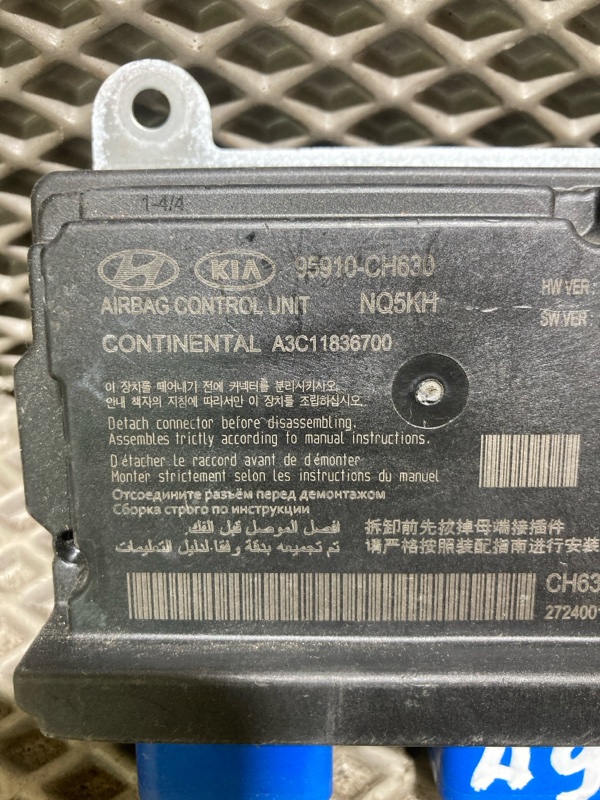 1-4/4
KIA 95910-CH630
HW VER :
AIRBAG CONTROL UNIT NQ5KH
SW VER :
CONTINENTAL A3C11836700
이 장치를 떼어내기 전에 커넥터를 분리시키시오.
안내 책자의 지침에 따라서만 이 장치를 조립하십시오.
Detach connector before disassembling.
Assembles trictly according to manual instructions.
Détacher le raccord avant de démonter
Monter strictement selon les instructions du manuel
Отсоедините разъём перед демонтажом
Сборка строго по инструкции
افصل الموصل قبل الفك.
تم تجميعه بدقة وفقا لدليل التعليمات
拆卸前先拔掉母端接插件
请严格按照装配指南进行安装
CH63
272400
A9